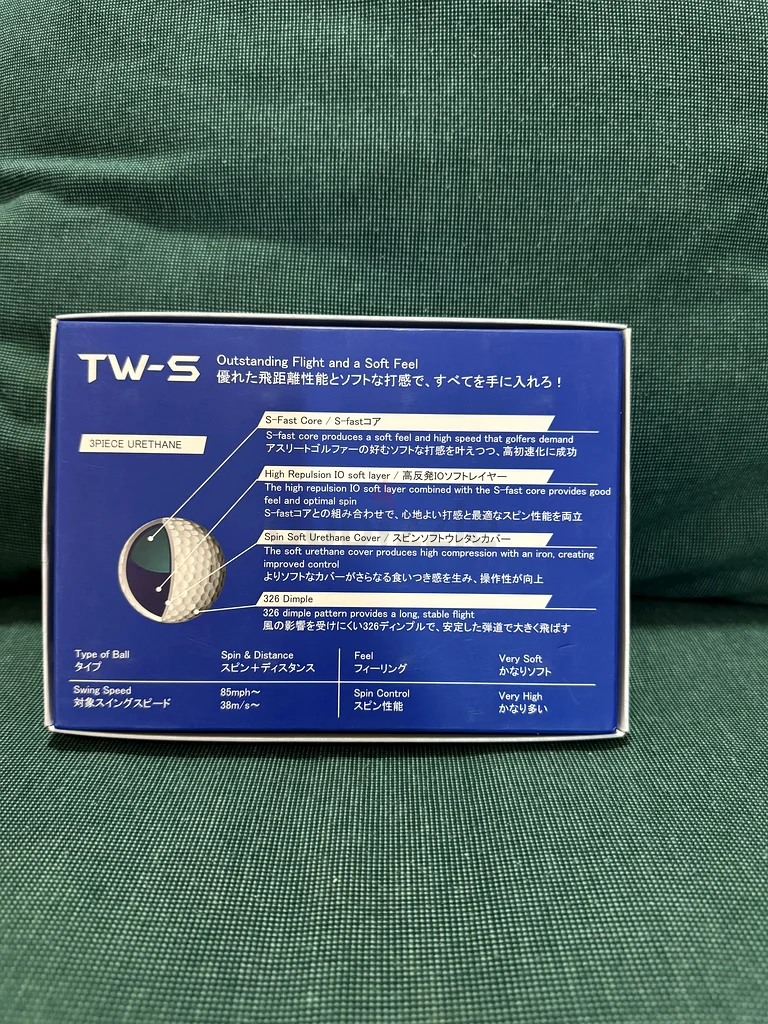 TW-S
Outstanding Flight and a Soft Feel
優れた飛距離性能とソフトな打感で、すべてを手に入れろ！
3PIECE URETHANE
S-Fast Core / S-fastコア
S-fast core produces a soft feel and high speed that golfers demand
アスリートゴルファーの好むソフトな打感を叶えつつ、高初速化に成功
High Repulsion IO soft layer / 高反発IOソフトレイヤー
The high repulsion IO soft layer combined with the S-fast core provides good
feel and optimal spin
S-fastコアとの組み合わせで、心地よい打感と最適なスピン性能を両立
Spin Soft Urethane Cover / スピンソフトウレタンカバー
The soft urethane cover produces high compression with an iron, creating
improved control
よりソフトなカバーがさらなる食いつき感を生み、操作性が向上
326 Dimple
326 dimple pattern provides a long, stable flight
風の影響を受けにくい326ディンプルで、安定した弾道で大きく飛ばす
Type of Ball Spin & Distance Feel Very Soft
タイプ スピン＋ディスタンス フィーリング かなりソフト
Swing Speed 85mph～ Spin Control Very High
対象スイングスピード 38m/s～ スピン性能 かなり多い